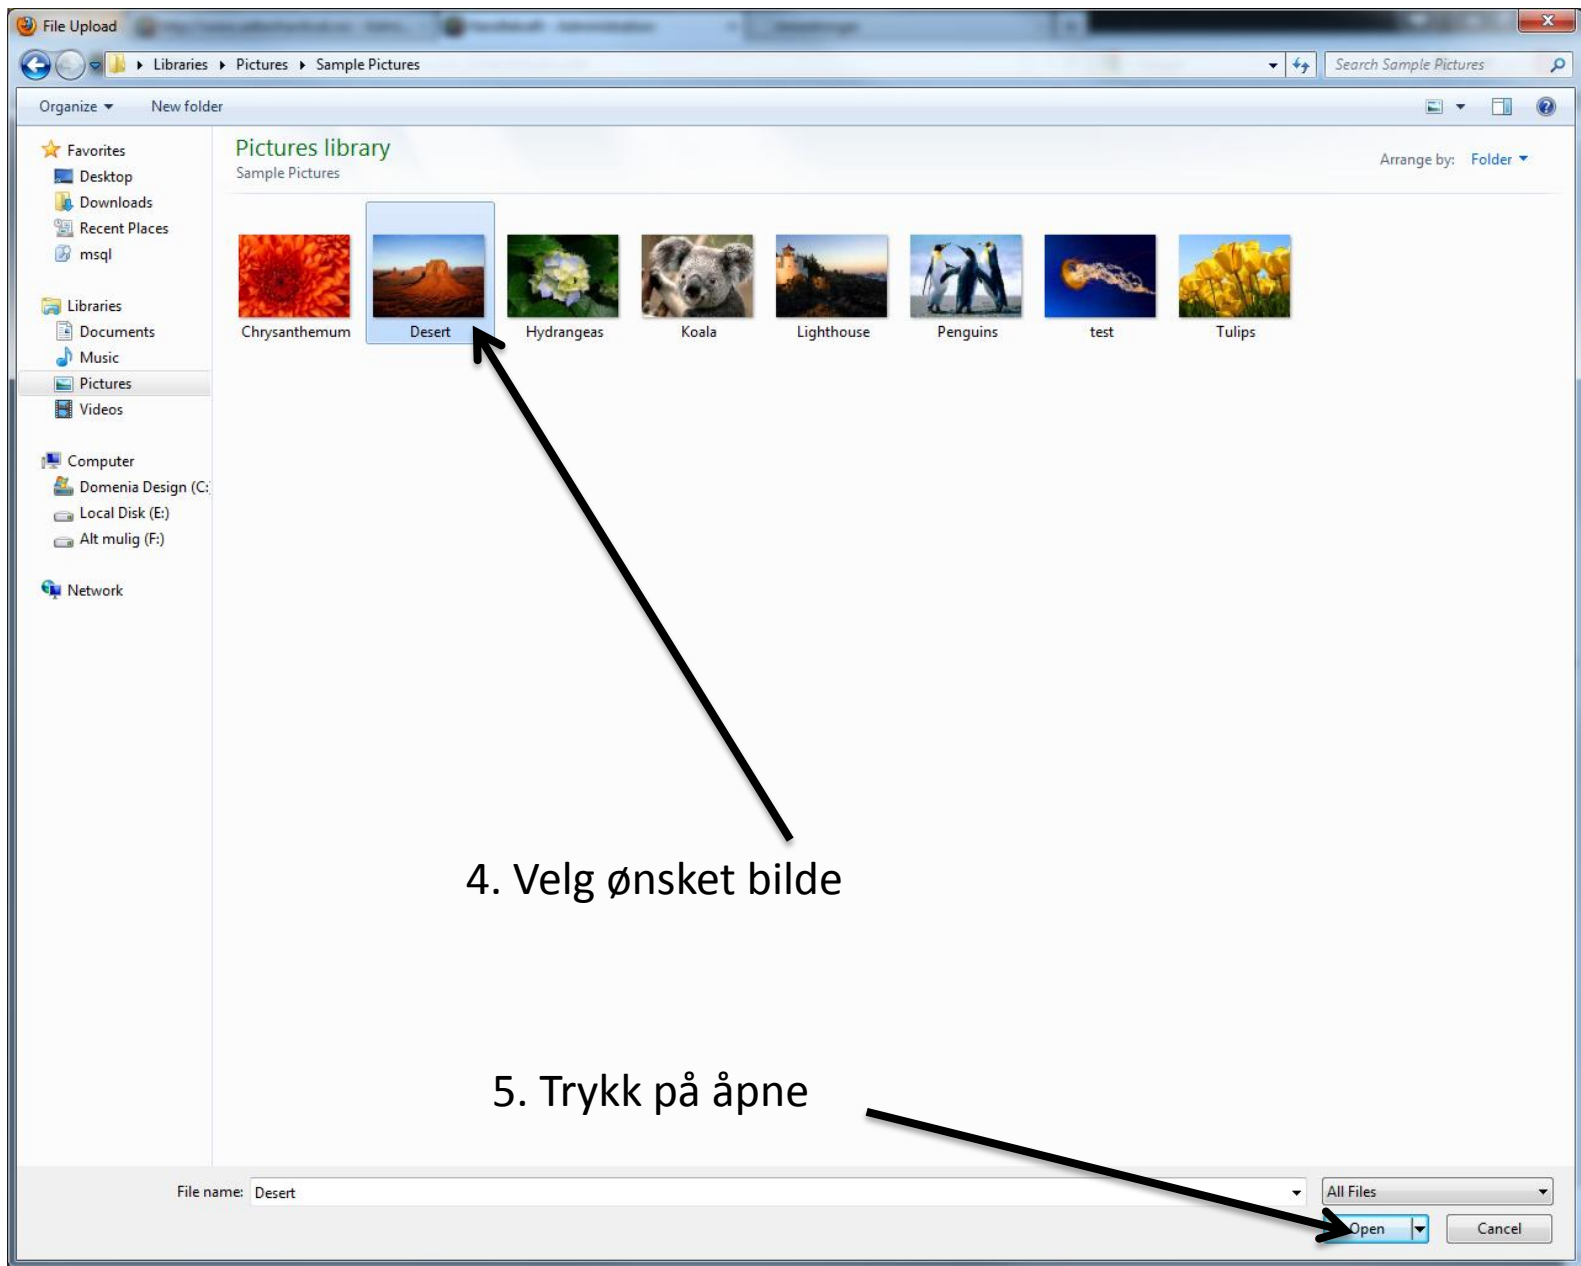 File Upload
Libraries Pictures Sample Pictures
Search Sample Pictures
Organize New folder
Favorites
Desktop
Downloads
Recent Places
msql
Libraries
Documents
Music
Pictures
Videos
Computer
Domenia Design (C:
Local Disk (E:)
Alt mulig (F:)
Network
Pictures library
Sample Pictures
Arrange by: Folder
Chrysanthemum Desert Hydrangeas Koala Lighthouse Penguins test Tulips
4. Velg ønsket bilde
5. Trykk på åpne
File name: Desert
All Files
Open Cancel